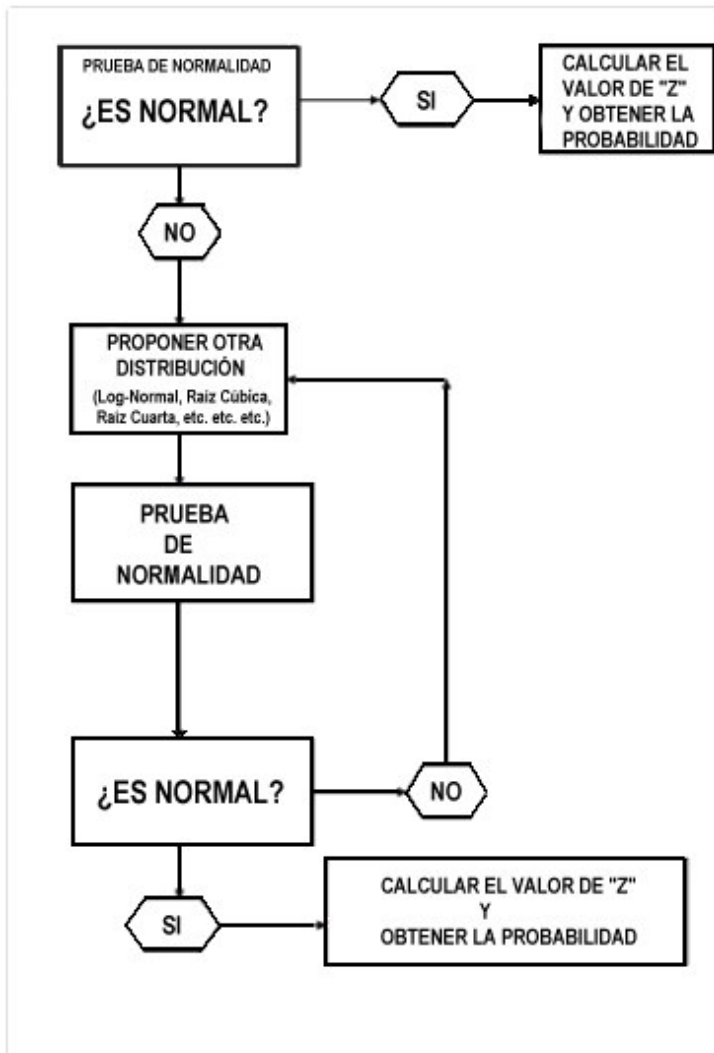 PRUEBA DE NORMALIDAD
¿ES NORMAL?
SI
CALCULAR EL
VALOR DE "Z"
Y OBTENER LA
PROBABILIDAD
NO
PROPONER OTRA
DISTRIBUCIÓN
(Log-Normal, Raíz Cúbica,
Raíz Cuarta, etc. etc. etc.)
PRUEBA
DE
NORMALIDAD
¿ES NORMAL?
NO
SI
CALCULAR EL VALOR DE "Z"
Y
OBTENER LA PROBABILIDAD